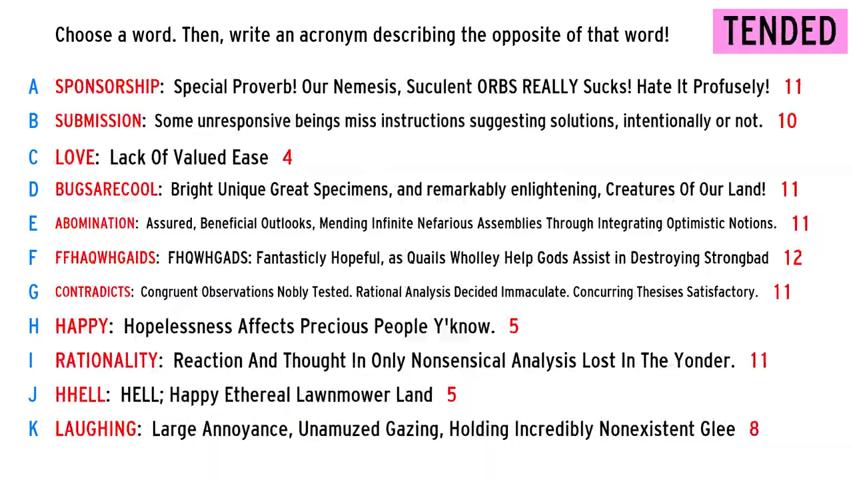 Choose a word. Then, write an acronym describing the opposite of that word!
TENDED
A SPONSORSHIP: Special Proverb! Our Nemesis, Suculent ORBS REALLY Sucks! Hate It Profusely! 11
B SUBMISSION: Some unresponsive beings miss instructions suggesting solutions, intentionally or not. 10
C LOVE: Lack Of Valued Ease 4
D BUGSARECOOL: Bright Unique Great Specimens, and remarkably enlightening, Creatures Of Our Land! 11
E ABOMINATION: Assured, Beneficial Outlooks, Mending Infinite Nefarious Assemblies Through Integrating Optimistic Notions. 11
F FFHAQWHGAIDS: FHQWHGADS: Fantasticly Hopeful, as Quails Wholley Help Gods Assist in Destroying Strongbad 12
G CONTRADICTS: Congruent Observations Nobly Tested. Rational Analysis Decided Immaculate. Concurring Thesises Satisfactory. 11
H HAPPY: Hopelessness Affects Precious People Y'know. 5
I RATIONALITY: Reaction And Thought In Only Nonsensical Analysis Lost In The Yonder. 11
J HHELL: HELL; Happy Ethereal Lawnmower Land 5
K LAUGHING: Large Annoyance, Unamuzed Gazing, Holding Incredibly Nonexistent Glee 8